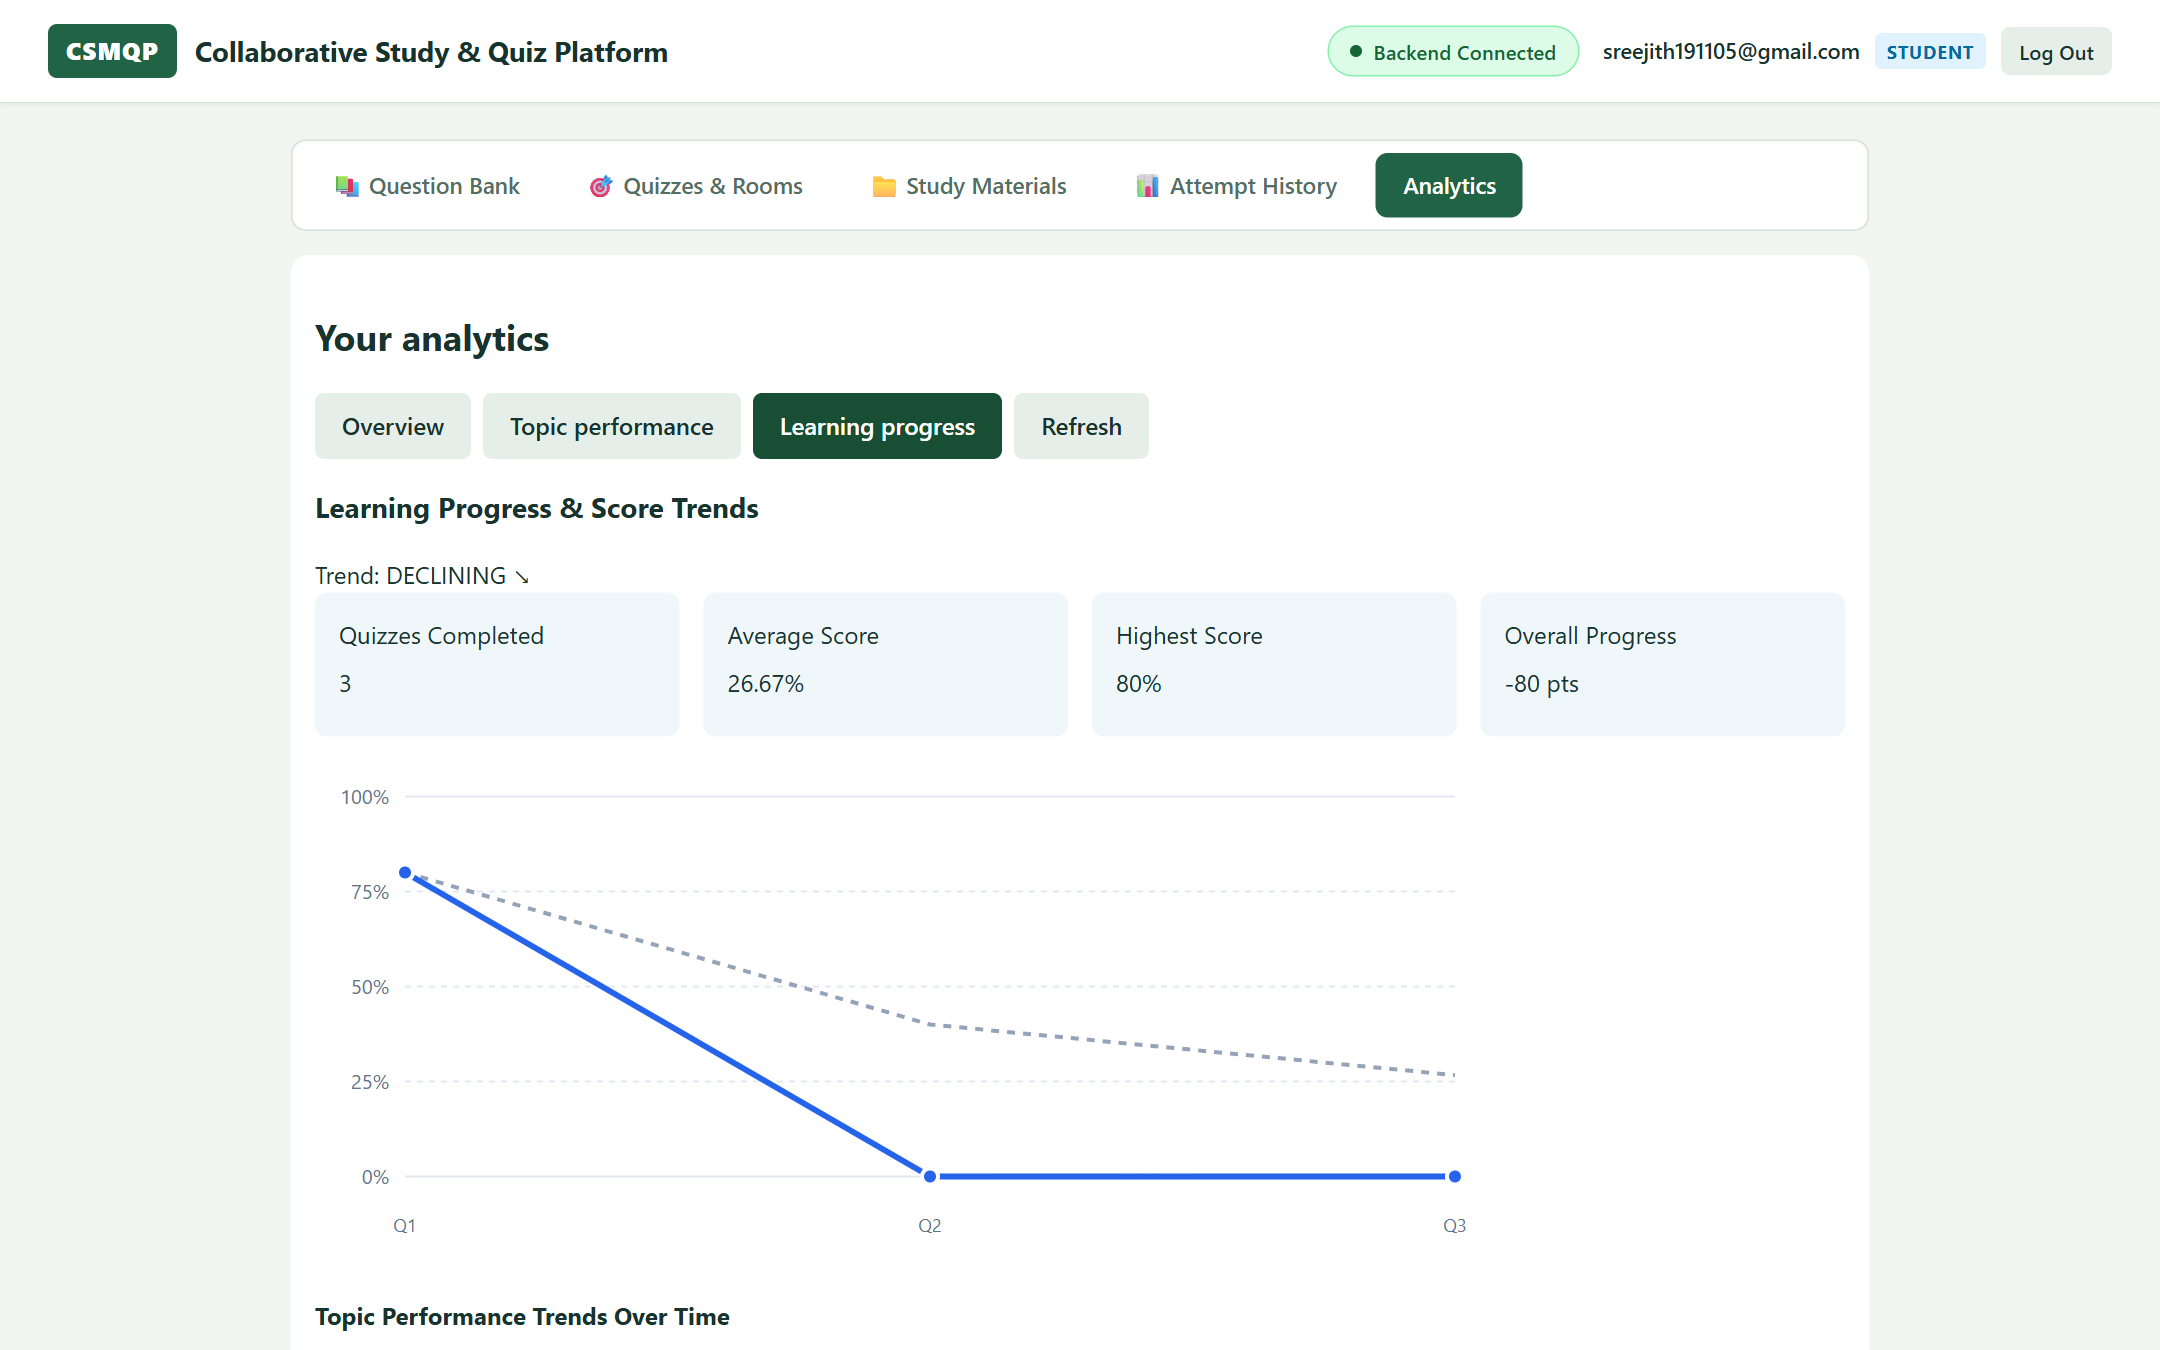 CSMQP Collaborative Study & Quiz Platform Backend Connected sreejith191105@gmail.com STUDENT Log Out
Question Bank Quizzes & Rooms Study Materials Attempt History Analytics
Your analytics
Overview Topic performance Learning progress Refresh
Learning Progress & Score Trends
Trend: DECLINING ↘
Quizzes Completed Average Score Highest Score Overall Progress
3 26.67% 80% -80 pts
100%
75%
50%
25%
0%
Q1 Q2 Q3
Topic Performance Trends Over Time